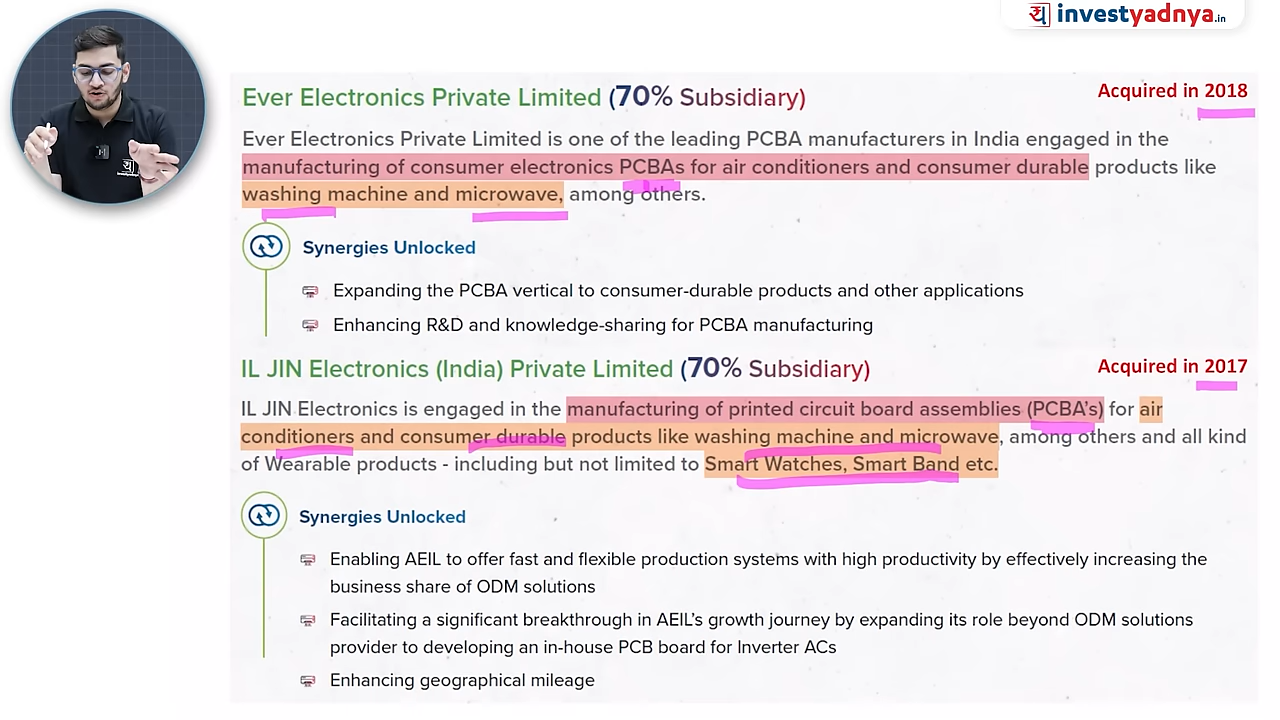 यु investyadnya.in
Ever Electronics Private Limited (70% Subsidiary)
Acquired in 2018
Ever Electronics Private Limited is one of the leading PCBA manufacturers in India engaged in the
manufacturing of consumer electronics PCBAs for air conditioners and consumer durable products like
washing machine and microwave, among others.
Synergies Unlocked
Expanding the PCBA vertical to consumer-durable products and other applications
Enhancing R&D and knowledge-sharing for PCBA manufacturing
IL JIN Electronics (India) Private Limited (70% Subsidiary)
Acquired in 2017
IL JIN Electronics is engaged in the manufacturing of printed circuit board assemblies (PCBA's) for air
conditioners and consumer durable products like washing machine and microwave, among others and all kind
of Wearable products - including but not limited to Smart Watches, Smart Band etc.
Synergies Unlocked
Enabling AEIL to offer fast and flexible production systems with high productivity by effectively increasing the
business share of ODM solutions
Facilitating a significant breakthrough in AEIL's growth journey by expanding its role beyond ODM solutions
provider to developing an in-house PCB board for Inverter ACs
Enhancing geographical mileage